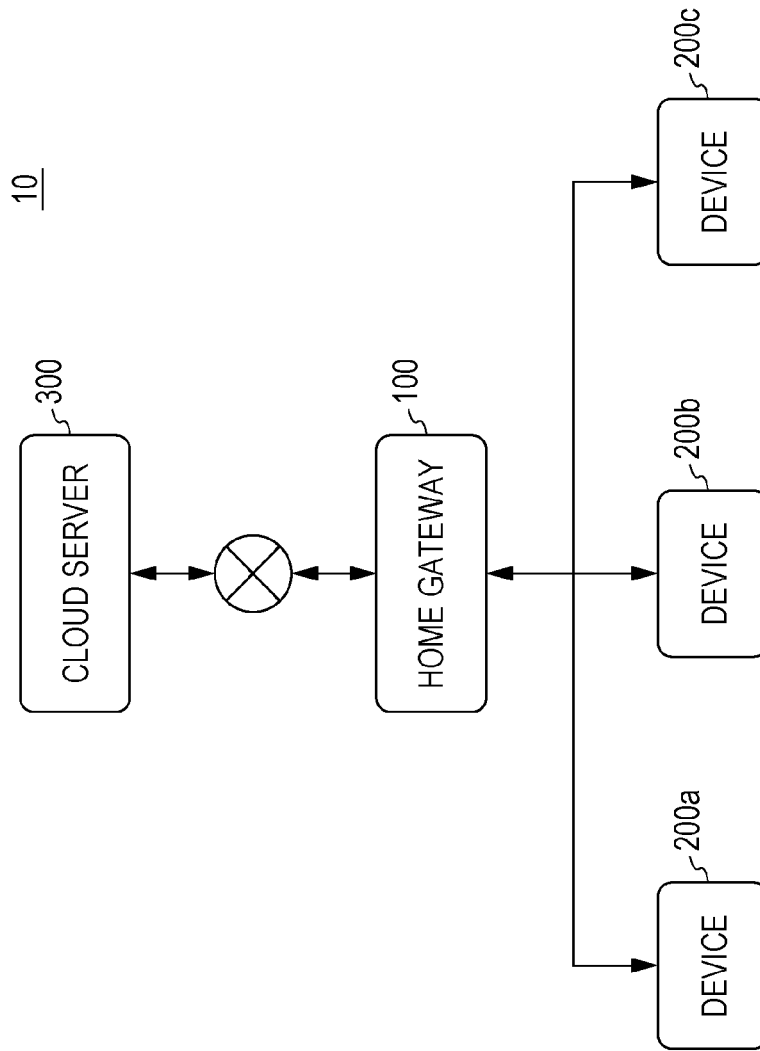 10
300
CLOUD SERVER
100
HOME GATEWAY
200a
DEVICE
200b
DEVICE
200c
DEVICE